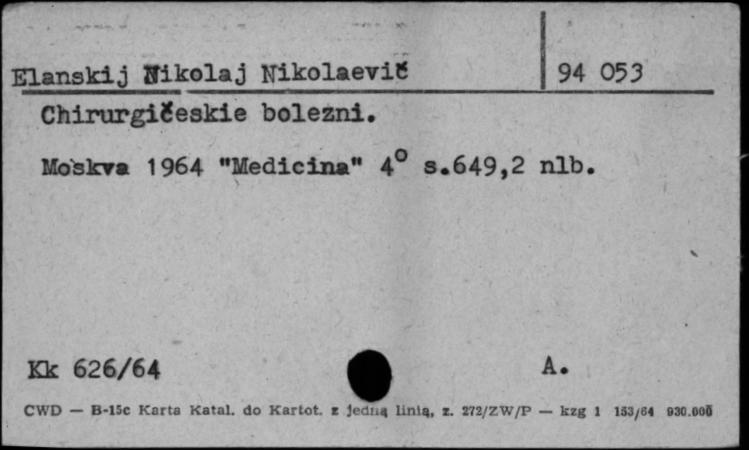 Elanskij Nikolaj Nikolaevič 94 053
Chirurgičeskie bolezni.
Moskva 1964 "Medicina" 4° s.649,2 nlb.
Kk 626/64 A.
CWD — B-15c Karta Katal. do Kartot. z jedną linią, z. 272/ZW/P — kzg 1 153/64 930.000